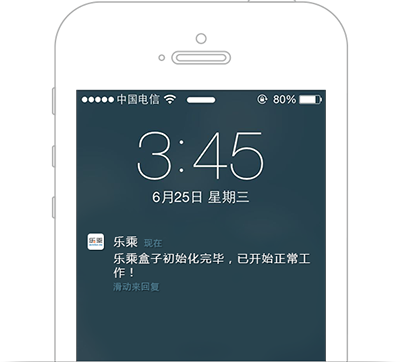 中国电信 80%
3:45
6月25日 星期三
乐乘 乐乘 现在
乐乘盒子初始化完毕，已开始正常工
作！
滑动来回复